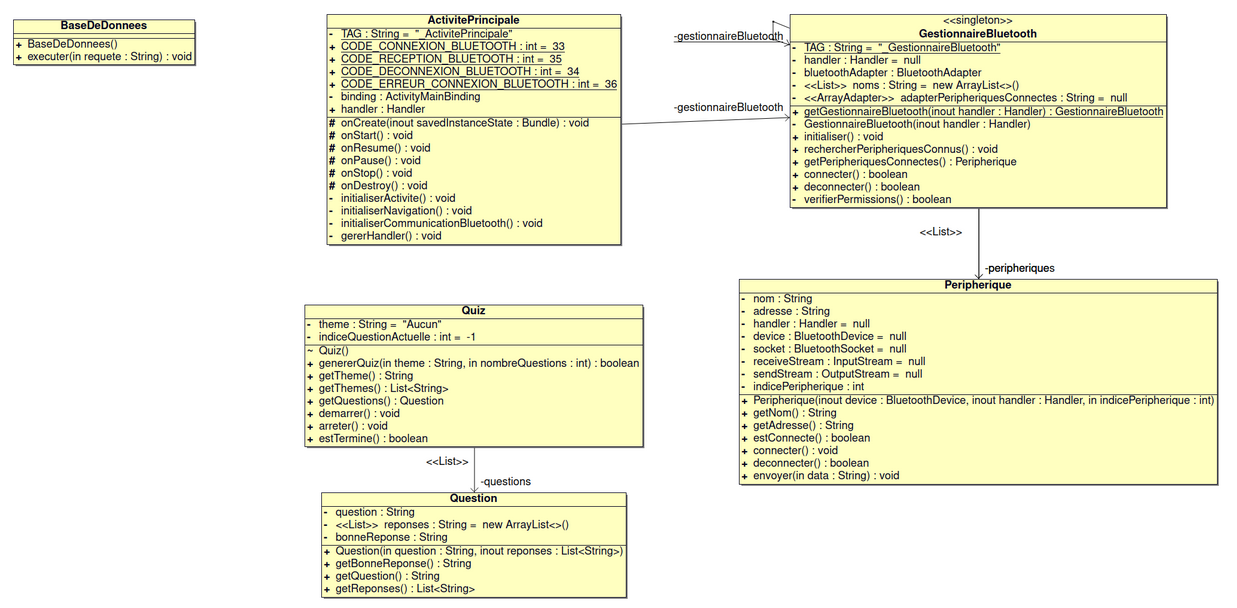 BaseDeDonnees
+ BaseDeDonnees()
+ executer(in requete : String) : void
ActivitePrincipale
- TAG : String = "_ActivitePrincipale"
+ CODE_CONNEXION_BLUETOOTH : int = 33
+ CODE_RECEPTION_BLUETOOTH : int = 35
+ CODE_DECONNEXION_BLUETOOTH : int = 34
+ CODE_ERREUR_CONNEXION_BLUETOOTH : int = 36
- binding : ActivityMainBinding
+ handler : Handler
# onCreate(inout savedInstanceState : Bundle) : void
# onStart() : void
# onResume() : void
# onPause() : void
# onStop() : void
# onDestroy() : void
- initialiserActivite() : void
- initialiserNavigation() : void
- initialiserCommunicationBluetooth() : void
- gererHandler() : void
-gestionnaireBluetooth
-gestionnaireBluetooth
<<singleton>>
GestionnaireBluetooth
- TAG : String = "_GestionnaireBluetooth"
- handler : Handler = null
- bluetoothAdapter : BluetoothAdapter
- <<List>> noms : String = new ArrayList<>()
- <<ArrayAdapter>> adapterPeripheriquesConnectes : String = null
+ getGestionnaireBluetooth(inout handler : Handler) : GestionnaireBluetooth
- GestionnaireBluetooth(inout handler : Handler)
+ initialiser() : void
+ rechercherPeripheriquesConnus() : void
+ getPeripheriquesConnectes() : Peripherique
+ connecter() : boolean
+ deconnecter() : boolean
- verifierPermissions() : boolean
<<List>>
-peripheriques
Peripherique
- nom : String
- adresse : String
- handler : Handler = null
- device : BluetoothDevice = null
- socket : BluetoothSocket = null
- receiveStream : InputStream = null
- sendStream : OutputStream = null
- indicePeripherique : int
+ Peripherique(inout device : BluetoothDevice, inout handler : Handler, in indicePeripherique : int)
+ getNom() : String
+ getAdresse() : String
+ estConnecte() : boolean
+ connecter() : void
+ deconnecter() : boolean
+ envoyer(in data : String) : void
Quiz
- theme : String = "Aucun"
- indiceQuestionActuelle : int = -1
~ Quiz()
+ genererQuiz(in theme : String, in nombreQuestions : int) : boolean
+ getTheme() : String
+ getThemes() : List<String>
+ getQuestions() : Question
+ demarrer() : void
+ arreter() : void
+ estTermine() : boolean
<<List>>
-questions
Question
- question : String
- <<List>> reponses : String = new ArrayList<>()
- bonneReponse : String
+ Question(in question : String, inout reponses : List<String>)
+ getBonneReponse() : String
+ getQuestion() : String
+ getReponses() : List<String>